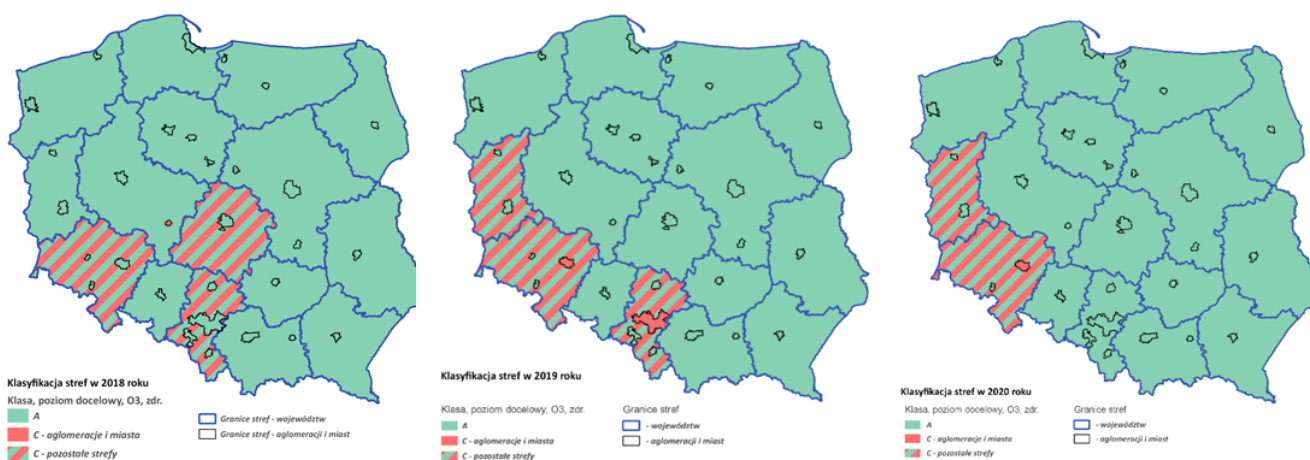 Klasyfikacja stref w 2018 roku
Klasa, poziom docelowy, O3, zdr.
A
C - aglomeracje i miasta
C - pozostałe strefy
Granice stref - województw
Granice stref - aglomeracji i miast
Klasyfikacja stref w 2019 roku
Klasa, poziom docelowy, O3, zdr.
A
C - aglomeracje i miasta
C - pozostałe strefy
Granice stref
- województw
- aglomeracji i miast
Klasyfikacja stref w 2020 roku
Klasa, poziom docelowy, O3, zdr.
A
C - aglomeracje i miasta
C - pozostałe strefy
Granice stref
- województw
- aglomeracji i miast